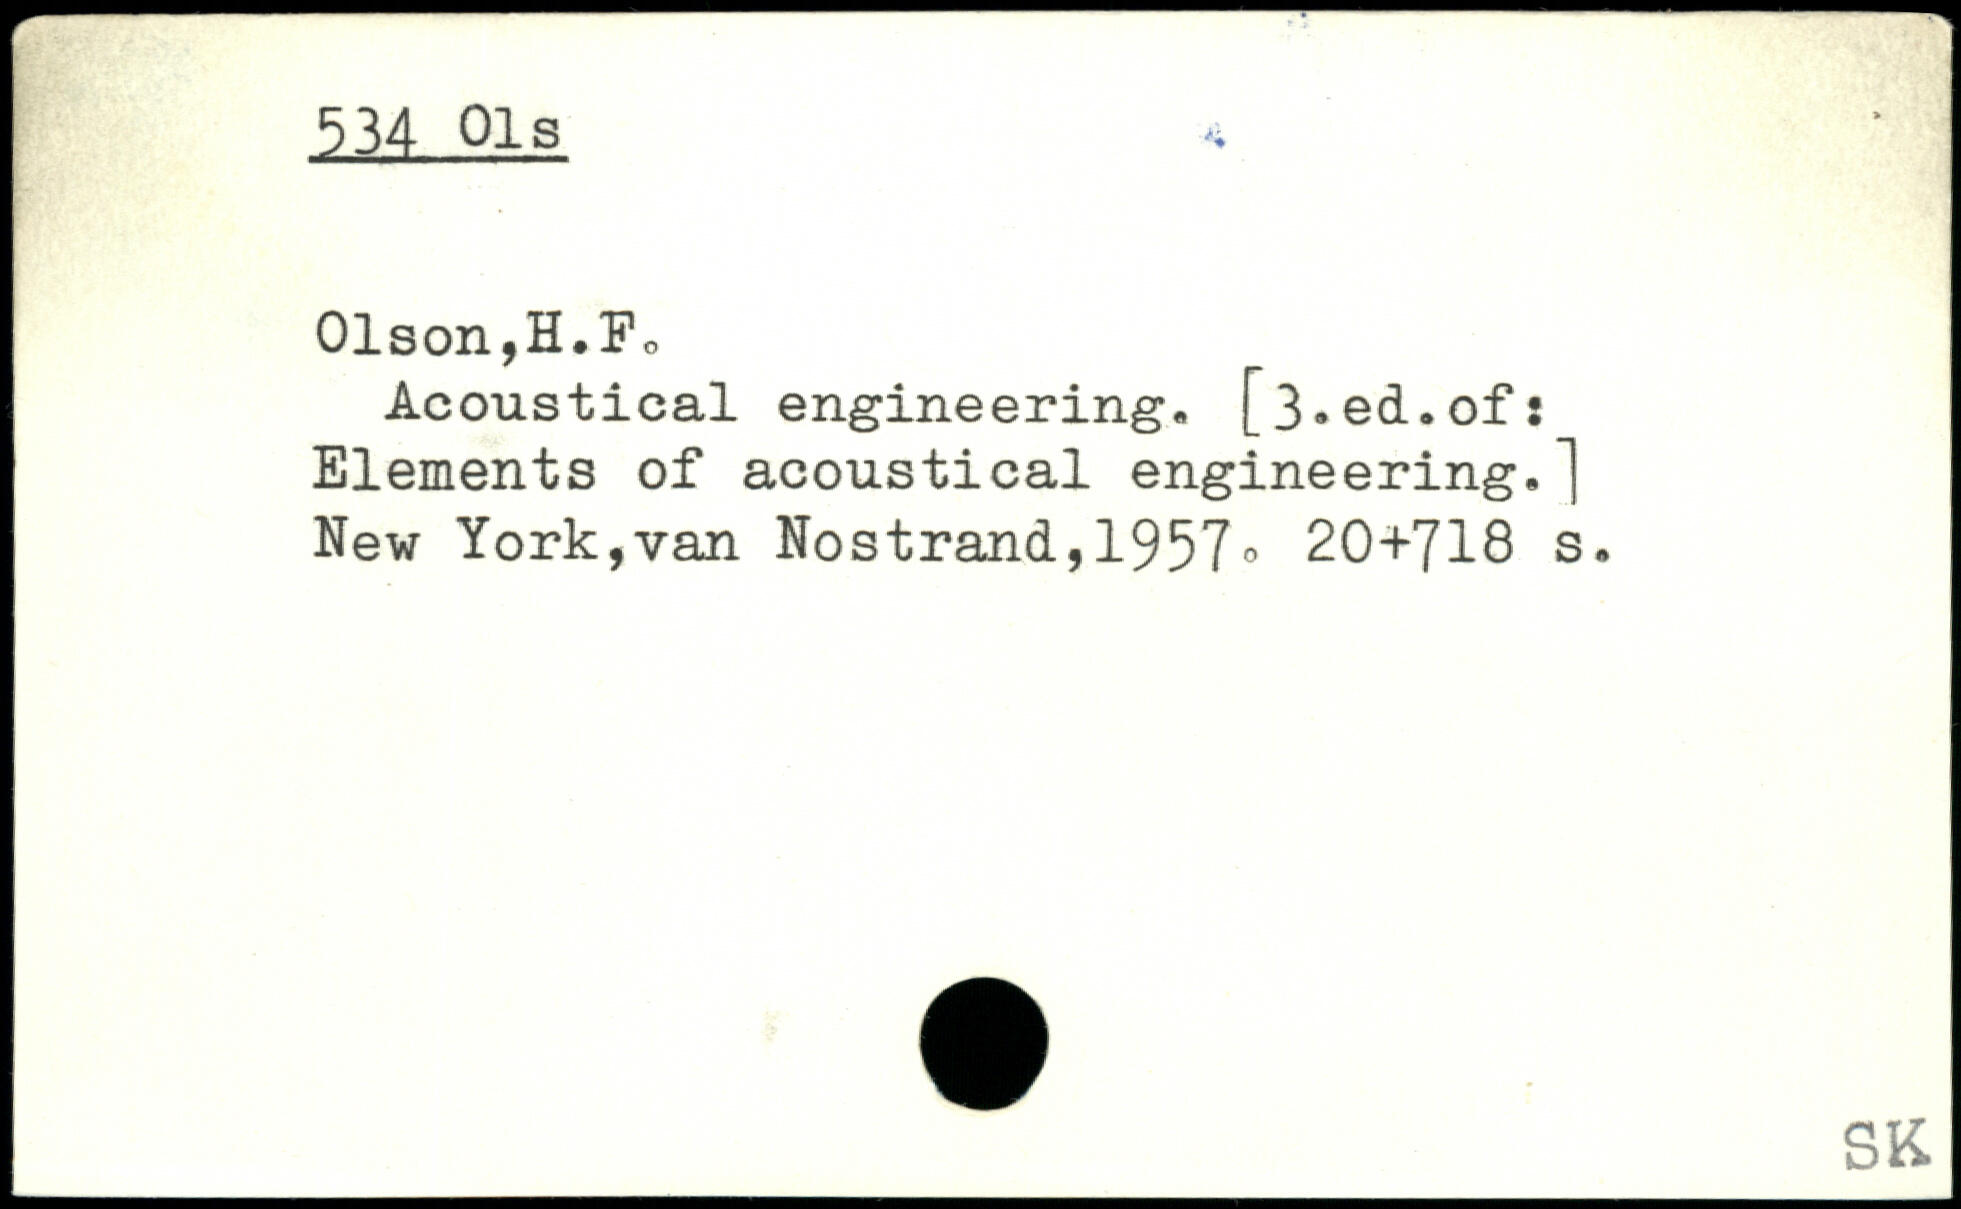 534 Ols
Olson,H.F.
Acoustical engineering. [3.ed.of:
Elements of acoustical engineering.]
New York,van Nostrand,1957. 20+718 s.
SK